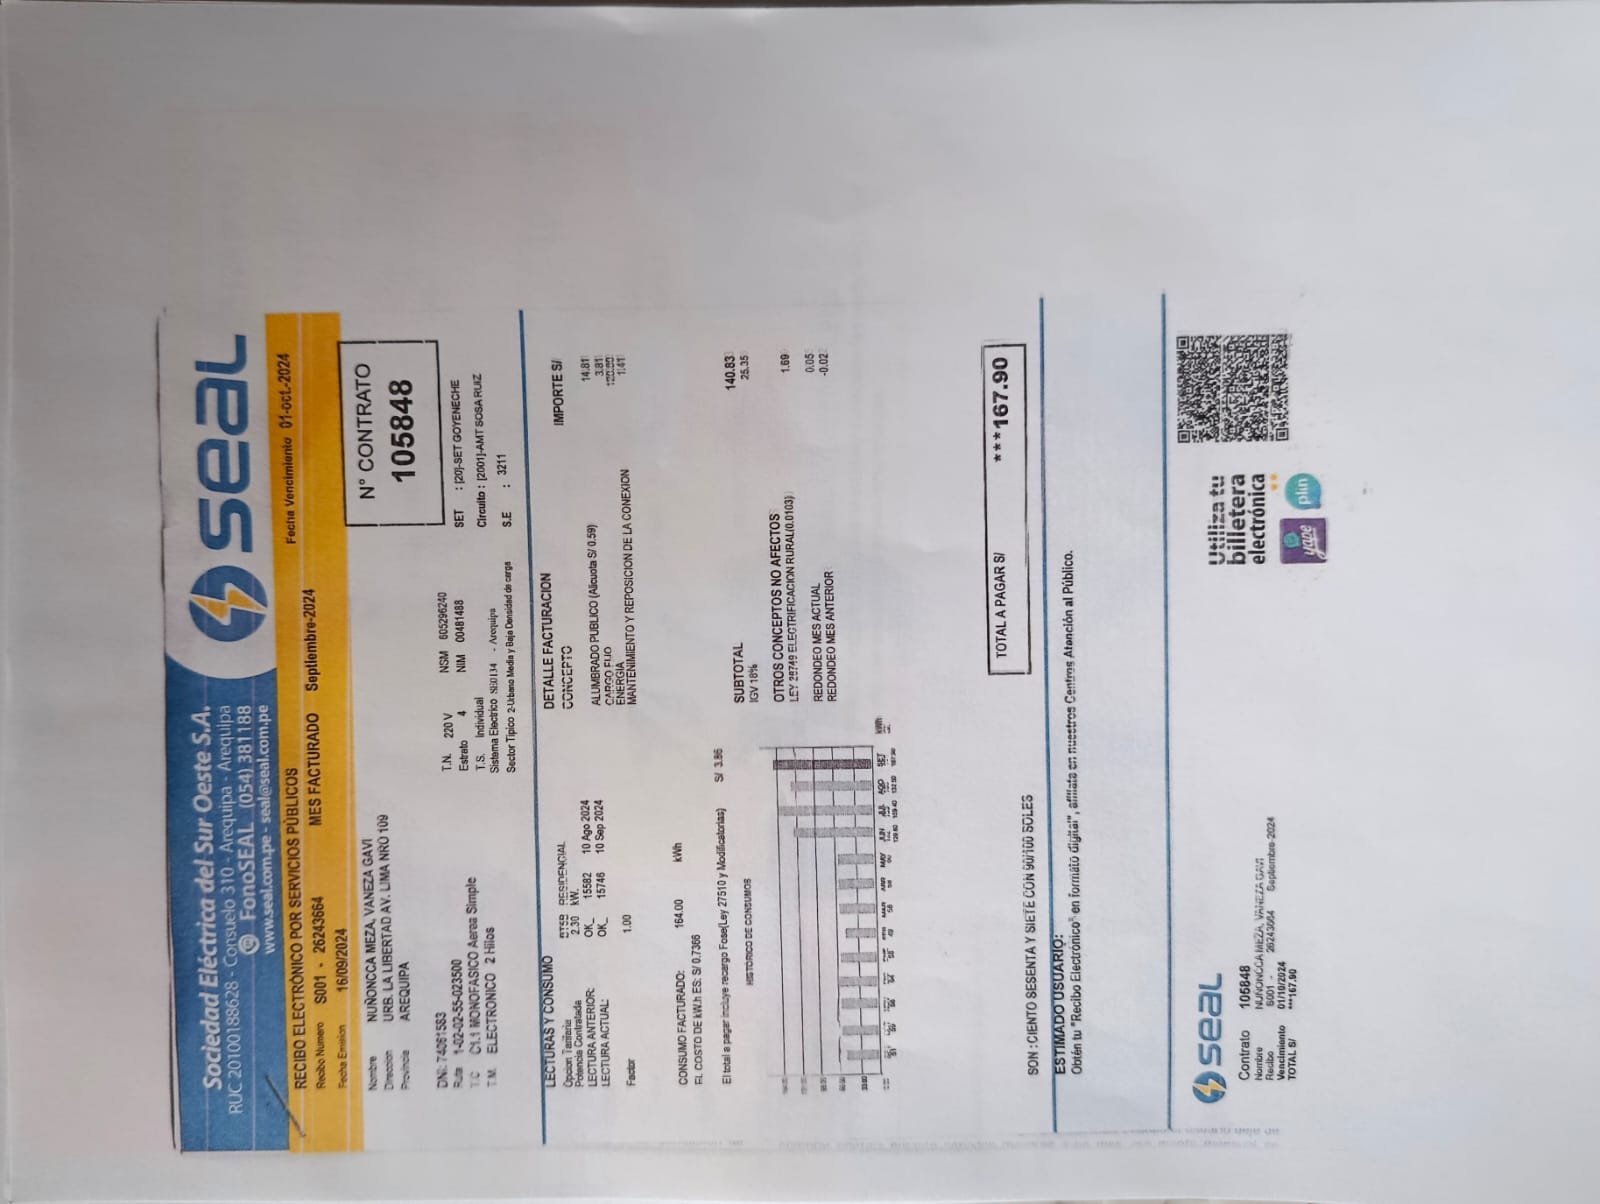 Sociedad Eléctrica del Sur Oeste S.A.
RUC 20100188628 - Consuelo 310 - Arequipa - Arequipa
FonoSEAL (054) 381188
www.seal.com.pe - seal@seal.com.pe
seal
RECIBO ELECTRÓNICO POR SERVICIOS PÚBLICOS
Fecha Vencimiento 01-oct.-2024
Recibo Numero S001 - 26243664 MES FACTURADO Septiembre-2024
Fecha Emision 16/09/2024
Nombre NUÑONCCA MEZA, VANEZA GAVI
Direccion URB. LA LIBERTAD AV. LIMA NRO 109
Provincia AREQUIPA
N° CONTRATO
105848
DNI: 74061583 T.N. 220 V NSM 605296240 SET : [20]-SET GOYENECHE
Ruta 1-02-02-55-023500 Estrato 4 NIM 00481488
T.C C1.1 MONOFASICO Aerea Simple T.S. Individual Circuito : [2001]-AMT SOSA RUIZ
T.M. ELECTRONICO 2 Hilos Sistema Electrico SE0134 - Arequipa S.E : 3211
Sector Tipico 2-Urbano Media y Baja Densidad de carga
LECTURAS Y CONSUMO
Opcion Tarifaria BT5B RESIDENCIAL
Potencia Contratada 2.30 kW.
LECTURA ANTERIOR: OK_ 15582 10 Ago 2024
LECTURA ACTUAL: OK_ 15746 10 Sep 2024
Factor 1.00
CONSUMO FACTURADO: 164.00 kWh
EL COSTO DE kW.h ES: S/ 0.7366
El total a pagar incluye recargo Fose(Ley 27510 y Modificatorias) S/ 3.86
HISTÓRICO DE CONSUMOS
MAY JUN JUL AGO SET kWh
DETALLE FACTURACION
CONCEPTO IMPORTE S/
ALUMBRADO PUBLICO (Alicuota S/ 0.59) 14.81
CARGO FIJO 3.81
ENERGIA 120.80
MANTENIMIENTO Y REPOSICION DE LA CONEXION 1.41
SUBTOTAL 140.83
IGV 18% 25.35
OTROS CONCEPTOS NO AFECTOS
LEY 28749 ELECTRIFICACION RURAL(0.0103) 1.69
REDONDEO MES ACTUAL 0.05
REDONDEO MES ANTERIOR -0.02
TOTAL A PAGAR S/ ***167.90
SON : CIENTO SESENTA Y SIETE CON 90/100 SOLES
ESTIMADO USUARIO:
Obtén tu "Recibo Electrónico" en formato digital", afiliate en nuestros Centros Atención al Público.
seal
Contrato 105848
Nombre NUÑONCCA MEZA, VANEZA GAVI
Recibo S001 - 26243664 Septiembre-2024
Vencimiento 01/10/2024
TOTAL S/ ***167.90
Utiliza tu
billetera
electrónica
yape
plin